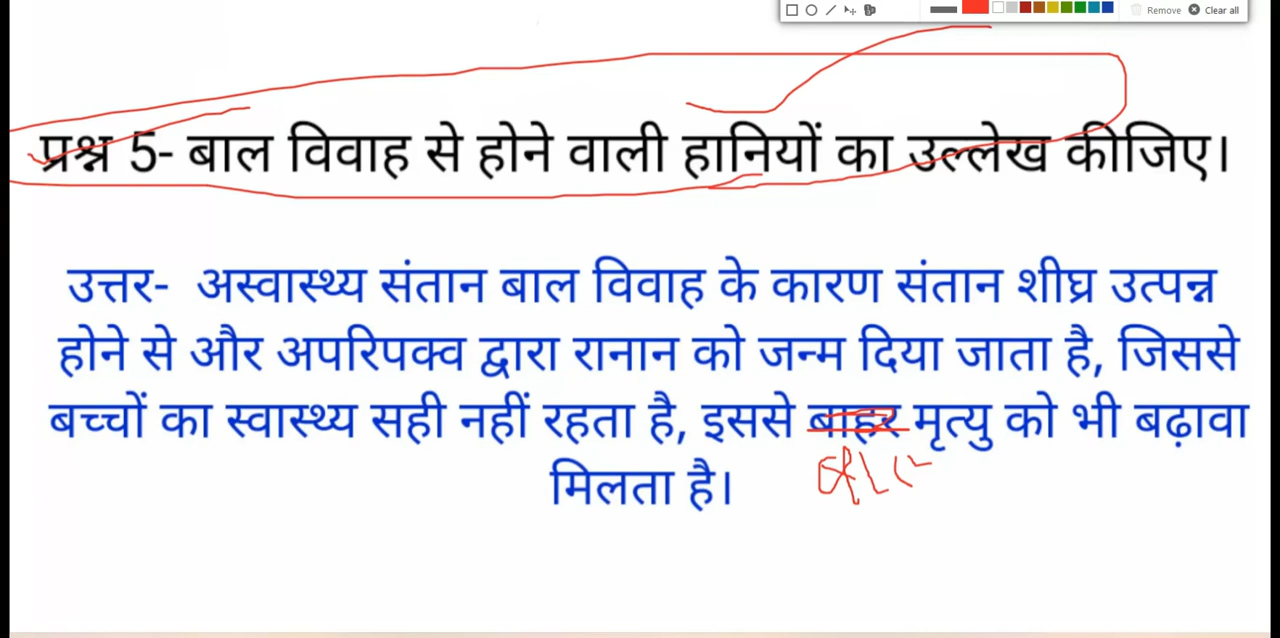 Remove Clear all
प्रश्न 5- बाल विवाह से होने वाली हानियों का उल्लेख कीजिए।
उत्तर- अस्वास्थ्य संतान बाल विवाह के कारण संतान शीघ्र उत्पन्न
होने से और अपरिपक्व द्वारा रानान को जन्म दिया जाता है, जिससे
बच्चों का स्वास्थ्य सही नहीं रहता है, इससे बाहर मृत्यु को भी बढ़ावा
मिलता है।